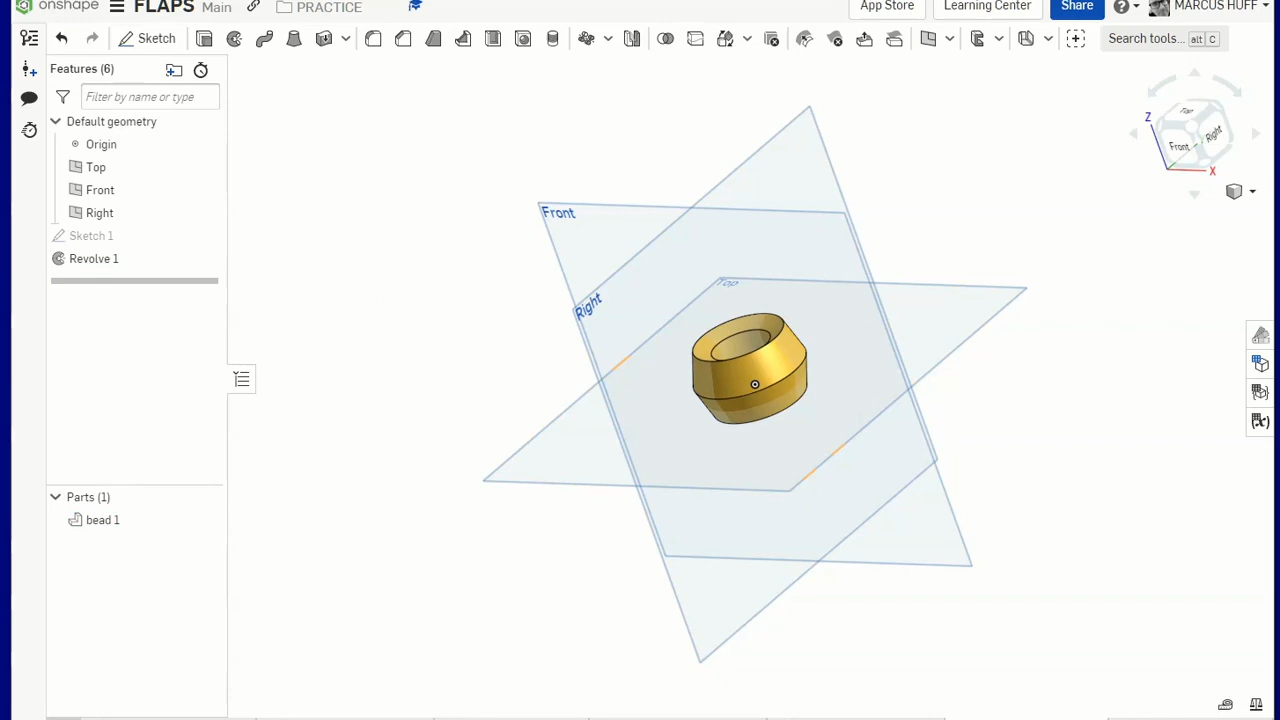 onshape FLAPS Main PRACTICE App Store Learning Center Share MARCUS HUFF
Sketch Search tools... alt C
Features (6)
Filter by name or type
Default geometry
Origin
Top
Front
Right
Sketch 1
Revolve 1
Parts (1)
bead 1
Front
Right
Top
Z
Top
Front
Right
X
(x)